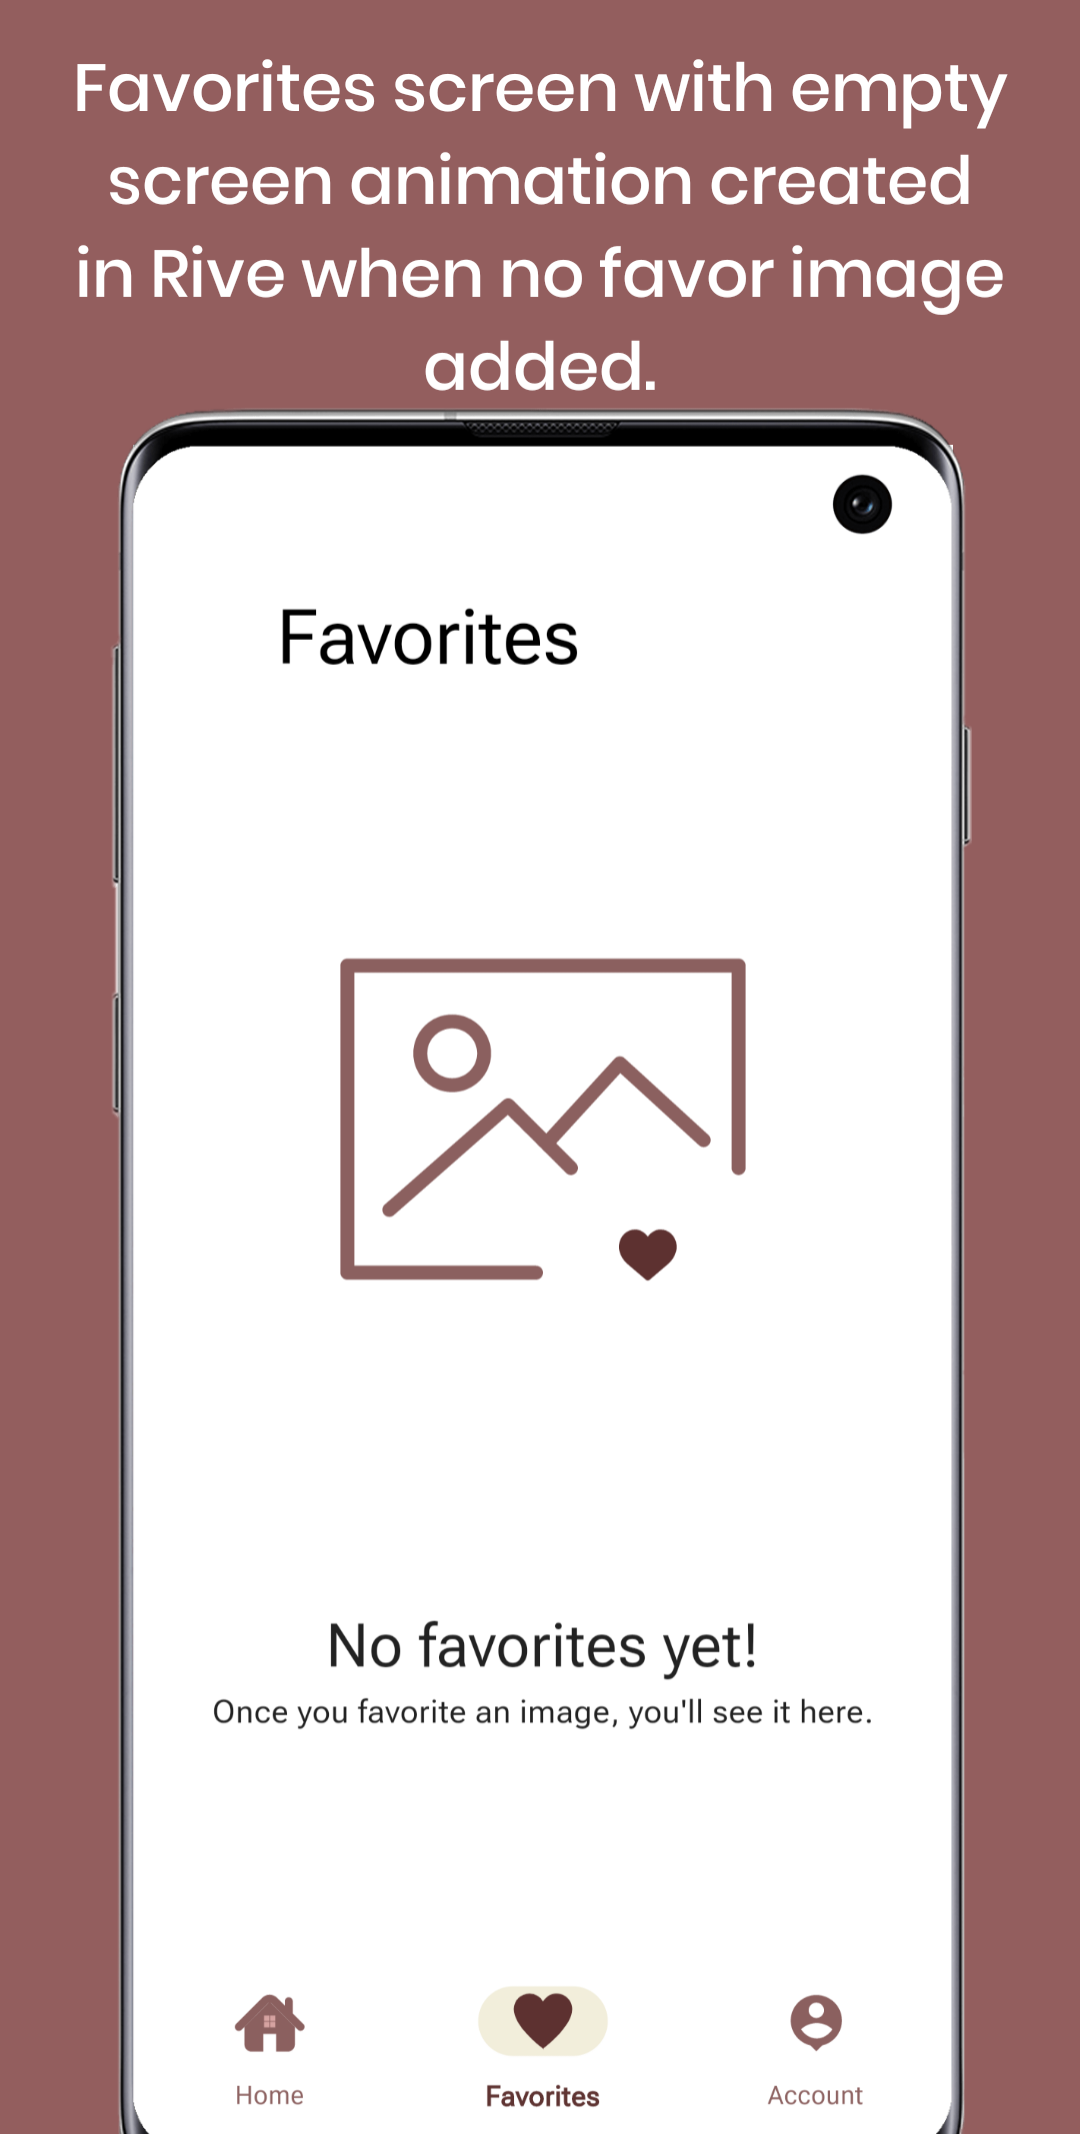 Favorites screen with empty
screen animation created
in Rive when no favor image
added.
Favorites
No favorites yet!
Once you favorite an image, you'll see it here.
Home
Favorites
Account